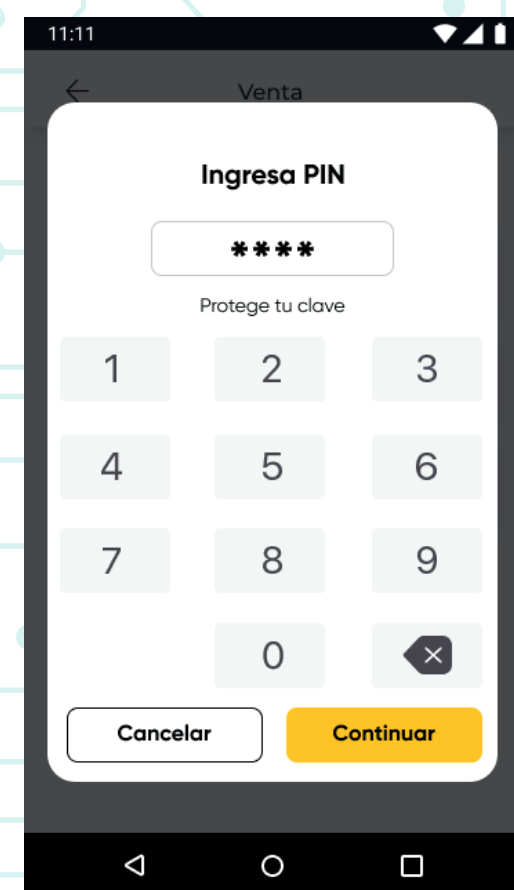 11:11
Venta
Ingresa PIN
****
Protege tu clave
1 2 3
4 5 6
7 8 9
0
Cancelar Continuar